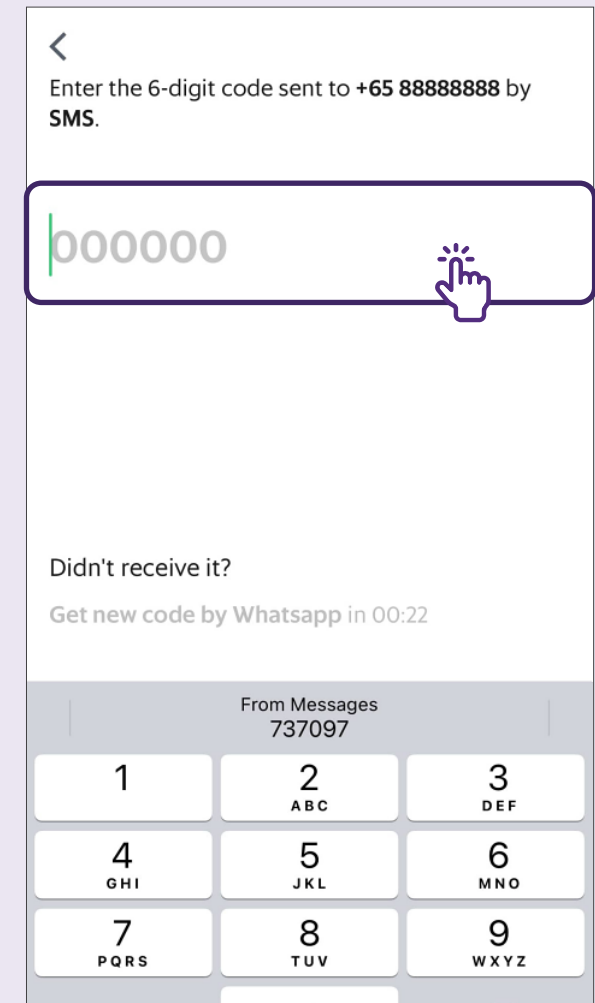 Enter the 6-digit code sent to +65 88888888 by
SMS.
000000
Didn't receive it?
Get new code by Whatsapp in 00:22
From Messages
737097
1 2 3
ABC DEF
4 5 6
GHI JKL MNO
7 8 9
PQRS TUV WXYZ